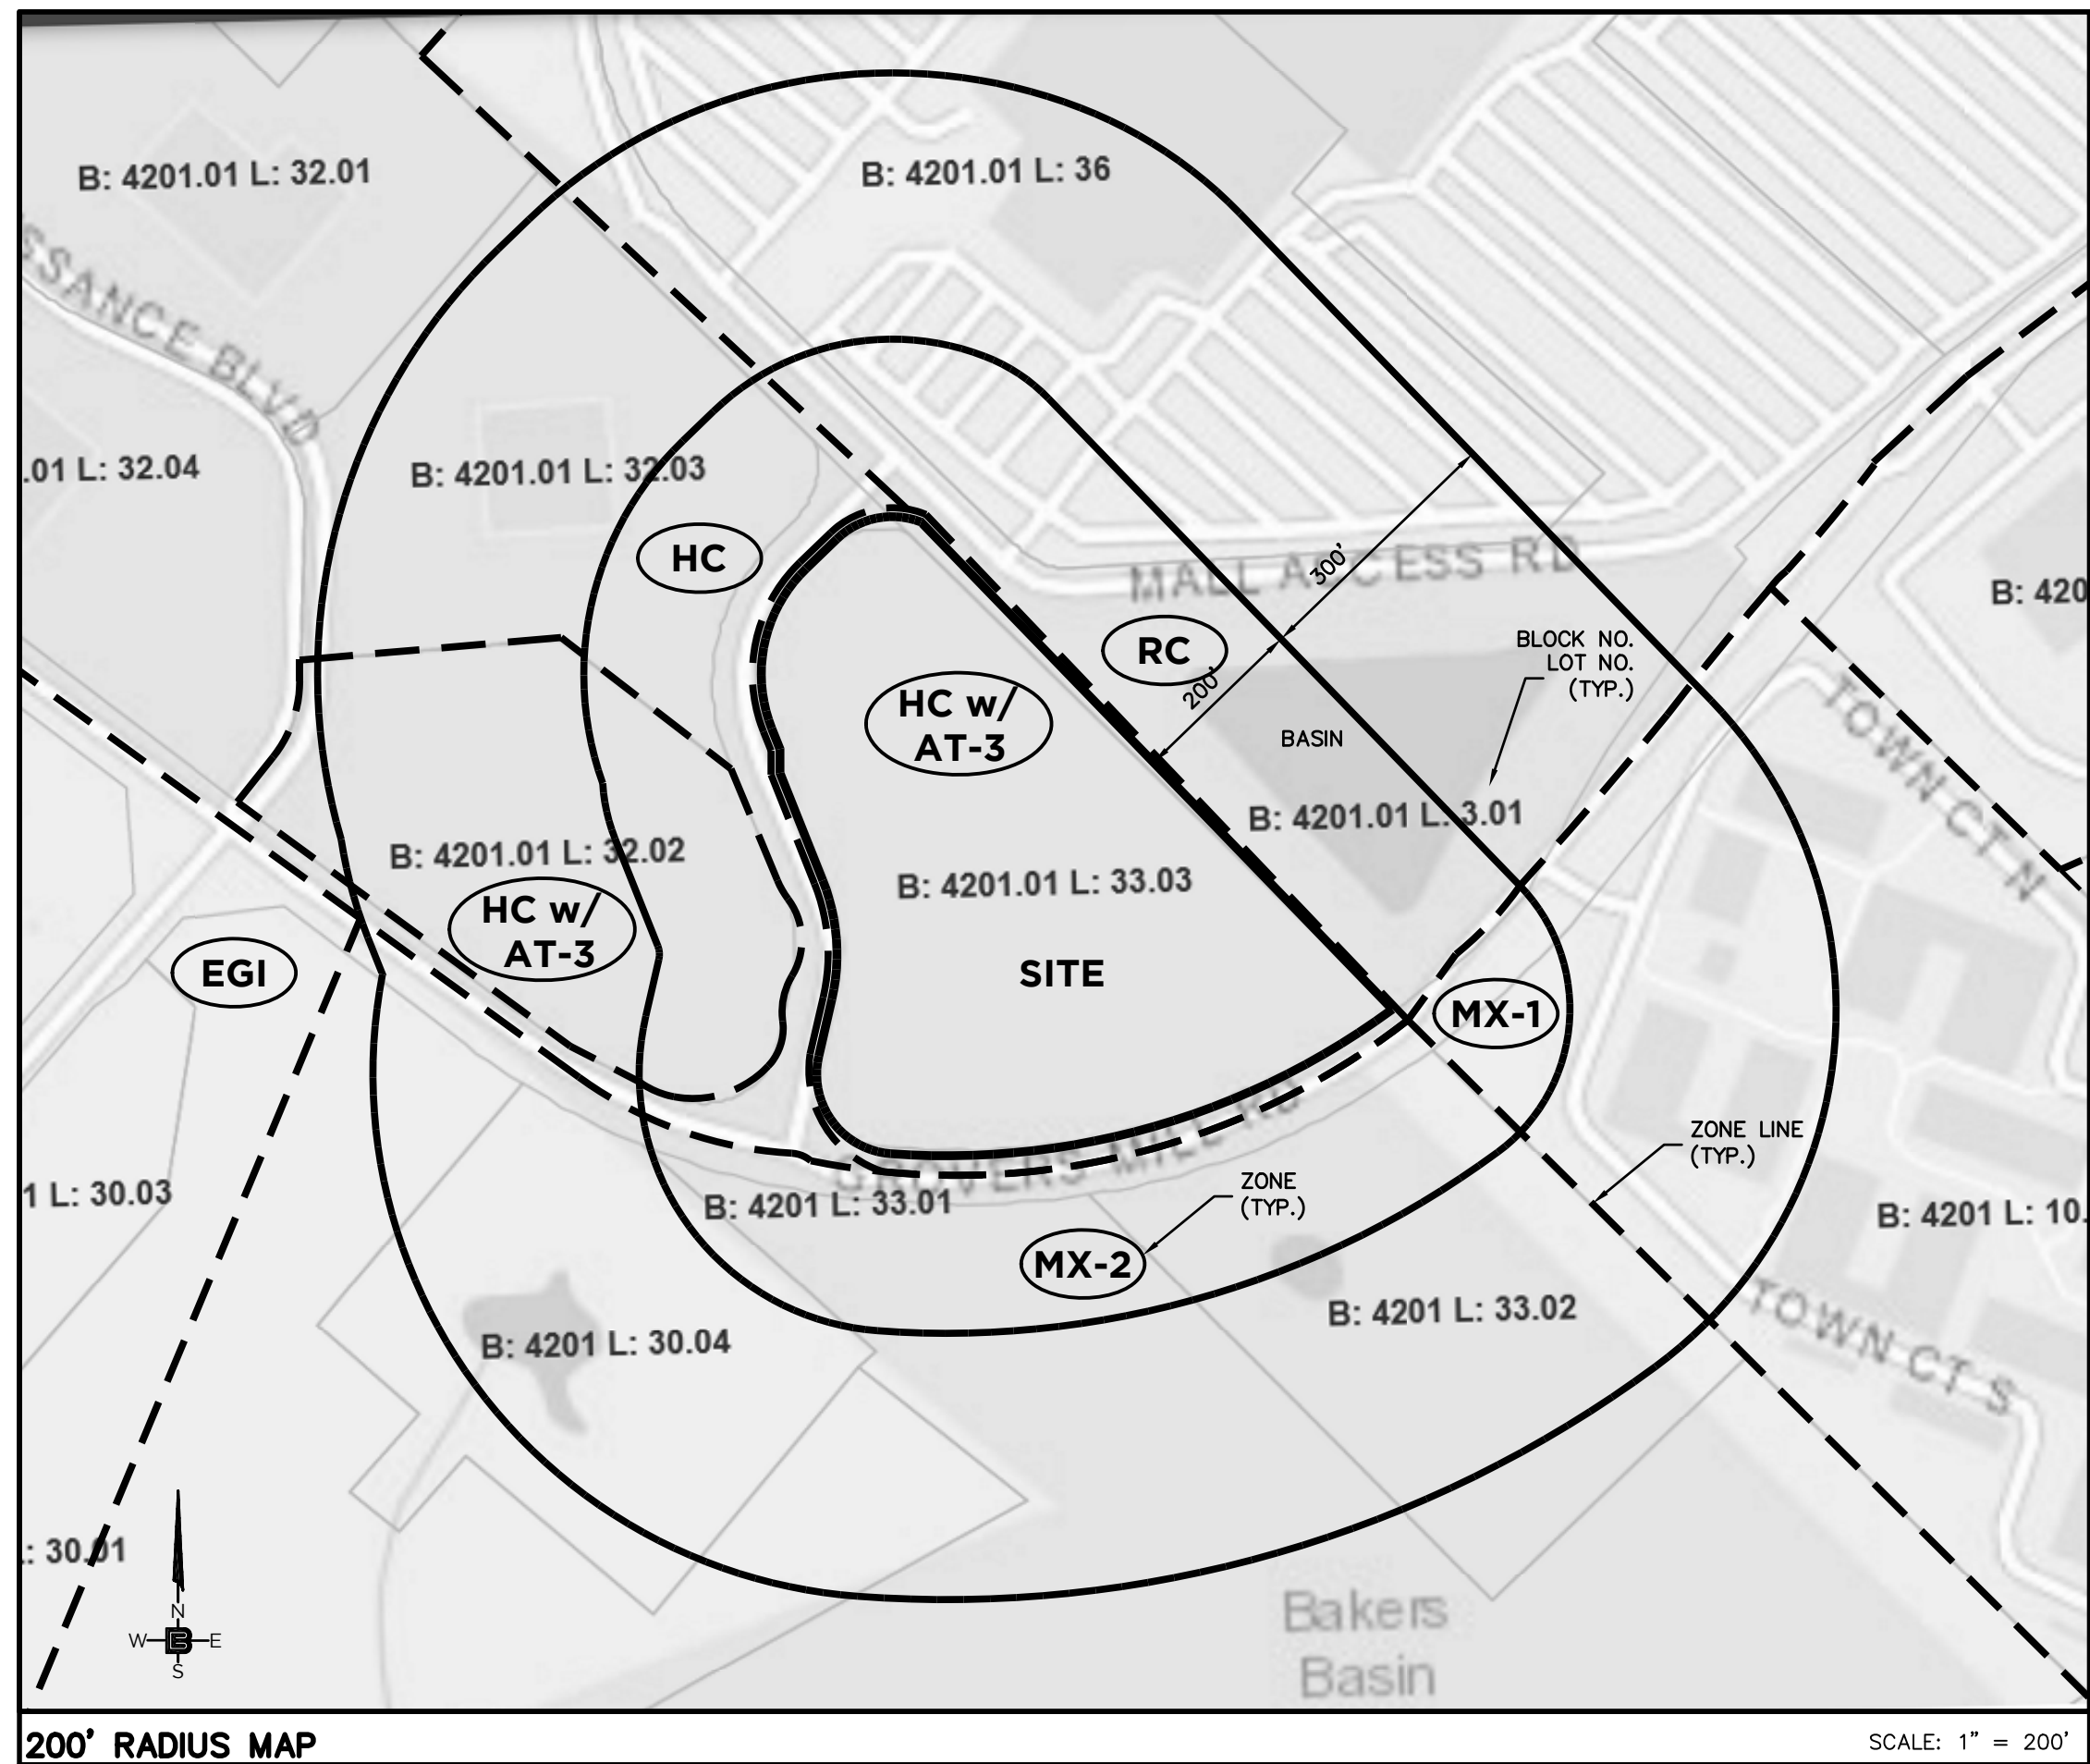 B: 4201.01 L: 32.01
B: 4201.01 L: 36
SSANCE BLVD
.01 L: 32.04
B: 4201.01 L: 32.03
HC
MALL ACCESS RD
300'
B: 420
RC
200'
BLOCK NO.
LOT NO.
(TYP.)
HC w/
AT-3
BASIN
TOWN CT N
B: 4201.01 L: 3.01
B: 4201.01 L: 32.02
B: 4201.01 L: 33.03
HC w/
AT-3
EGI
SITE
MX-1
GROVERS MILL RD
ZONE LINE
(TYP.)
1 L: 30.03
B: 4201 L: 33.01
ZONE
(TYP.)
B: 4201 L: 10.
MX-2
B: 4201 L: 33.02
B: 4201 L: 30.04
TOWN CT S
: 30.01
N
W E
S
Bakers
Basin
200' RADIUS MAP
SCALE: 1" = 200'